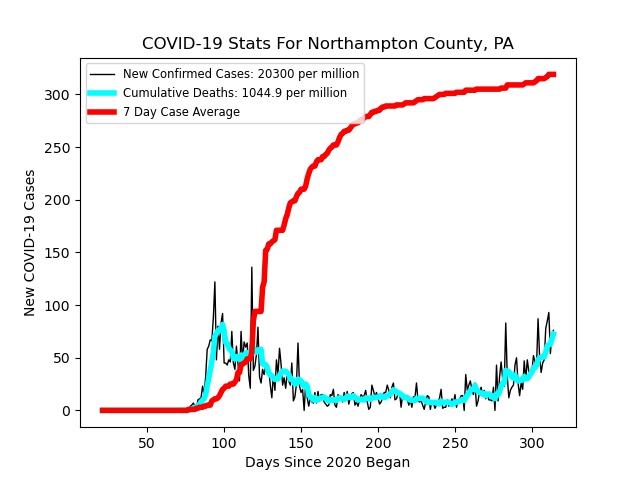 COVID-19 Stats For Northampton County, PA
New Confirmed Cases: 20300 per million
Cumulative Deaths: 1044.9 per million
7 Day Case Average
New COVID-19 Cases
300
250
200
150
100
50
0
50 100 150 200 250 300
Days Since 2020 Began